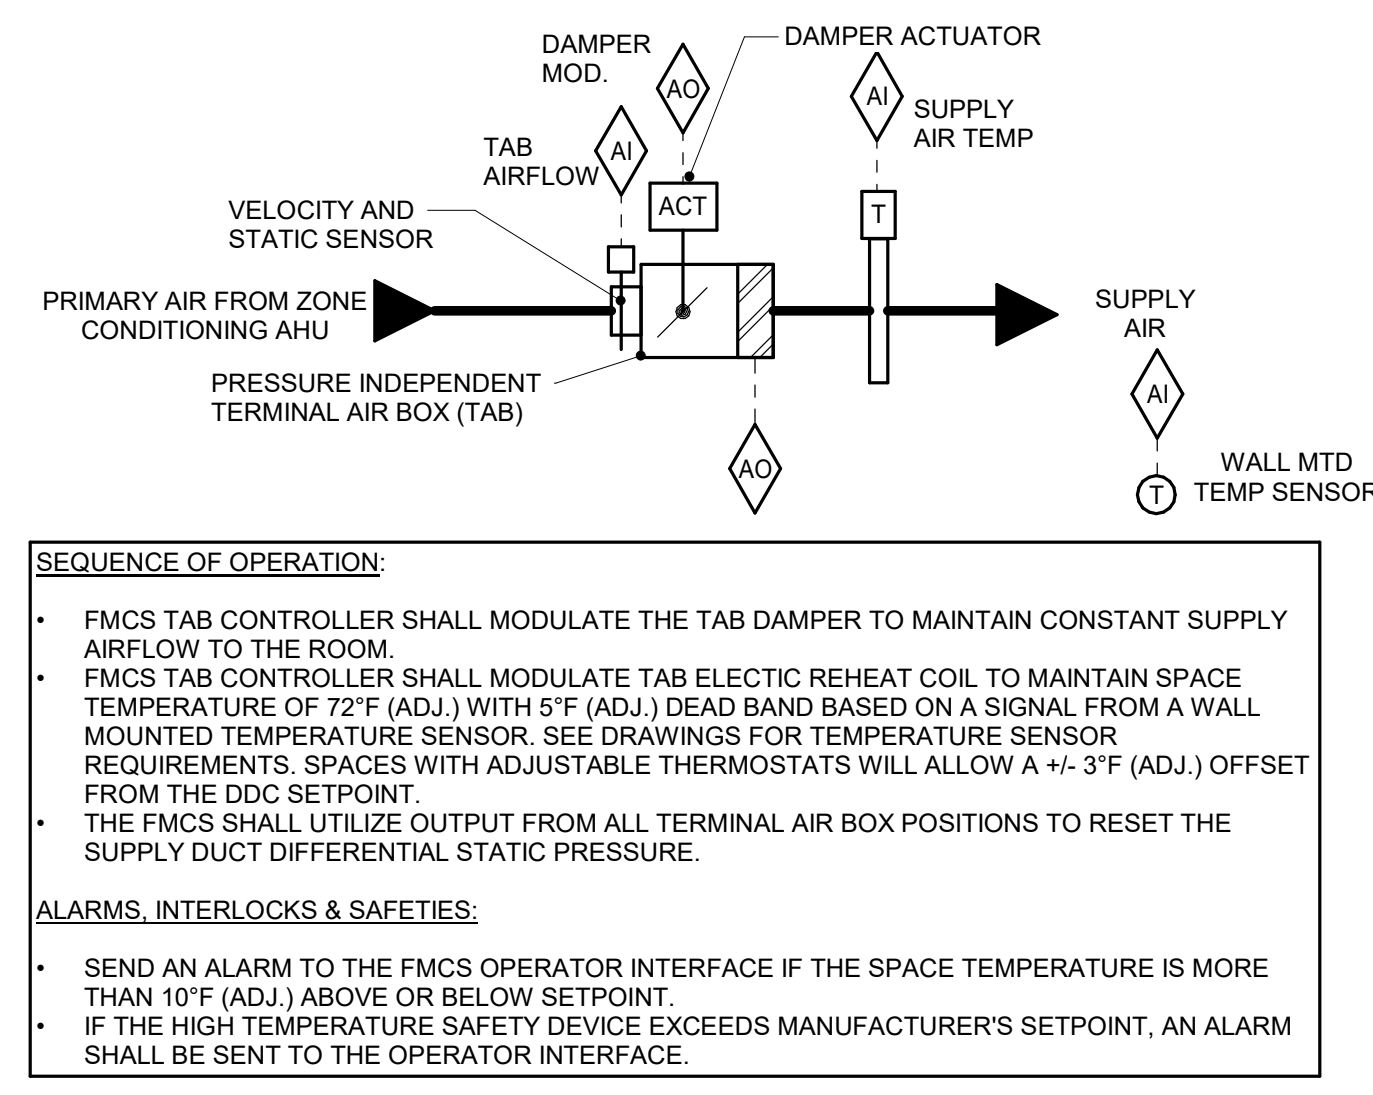 DAMPER
MOD.
AO
DAMPER ACTUATOR
AI
SUPPLY
AIR TEMP
TAB
AIRFLOW
AI
ACT
T
VELOCITY AND
STATIC SENSOR
PRIMARY AIR FROM ZONE
CONDITIONING AHU
SUPPLY
AIR
PRESSURE INDEPENDENT
TERMINAL AIR BOX (TAB)
AI
AO
WALL MTD
TEMP SENSOR
T
SEQUENCE OF OPERATION:
• FMCS TAB CONTROLLER SHALL MODULATE THE TAB DAMPER TO MAINTAIN CONSTANT SUPPLY
AIRFLOW TO THE ROOM.
• FMCS TAB CONTROLLER SHALL MODULATE TAB ELECTIC REHEAT COIL TO MAINTAIN SPACE
TEMPERATURE OF 72°F (ADJ.) WITH 5°F (ADJ.) DEAD BAND BASED ON A SIGNAL FROM A WALL
MOUNTED TEMPERATURE SENSOR. SEE DRAWINGS FOR TEMPERATURE SENSOR
REQUIREMENTS. SPACES WITH ADJUSTABLE THERMOSTATS WILL ALLOW A +/- 3°F (ADJ.) OFFSET
FROM THE DDC SETPOINT.
• THE FMCS SHALL UTILIZE OUTPUT FROM ALL TERMINAL AIR BOX POSITIONS TO RESET THE
SUPPLY DUCT DIFFERENTIAL STATIC PRESSURE.
ALARMS, INTERLOCKS & SAFETIES:
• SEND AN ALARM TO THE FMCS OPERATOR INTERFACE IF THE SPACE TEMPERATURE IS MORE
THAN 10°F (ADJ.) ABOVE OR BELOW SETPOINT.
• IF THE HIGH TEMPERATURE SAFETY DEVICE EXCEEDS MANUFACTURER'S SETPOINT, AN ALARM
SHALL BE SENT TO THE OPERATOR INTERFACE.